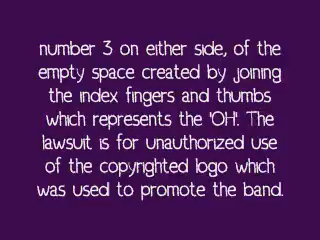 number 3 on either side, of the
empty space created by joining
the index fingers and thumbs
which represents the 'OH'. The
lawsuit is for unauthorized use
of the copyrighted logo which
was used to promote the band.